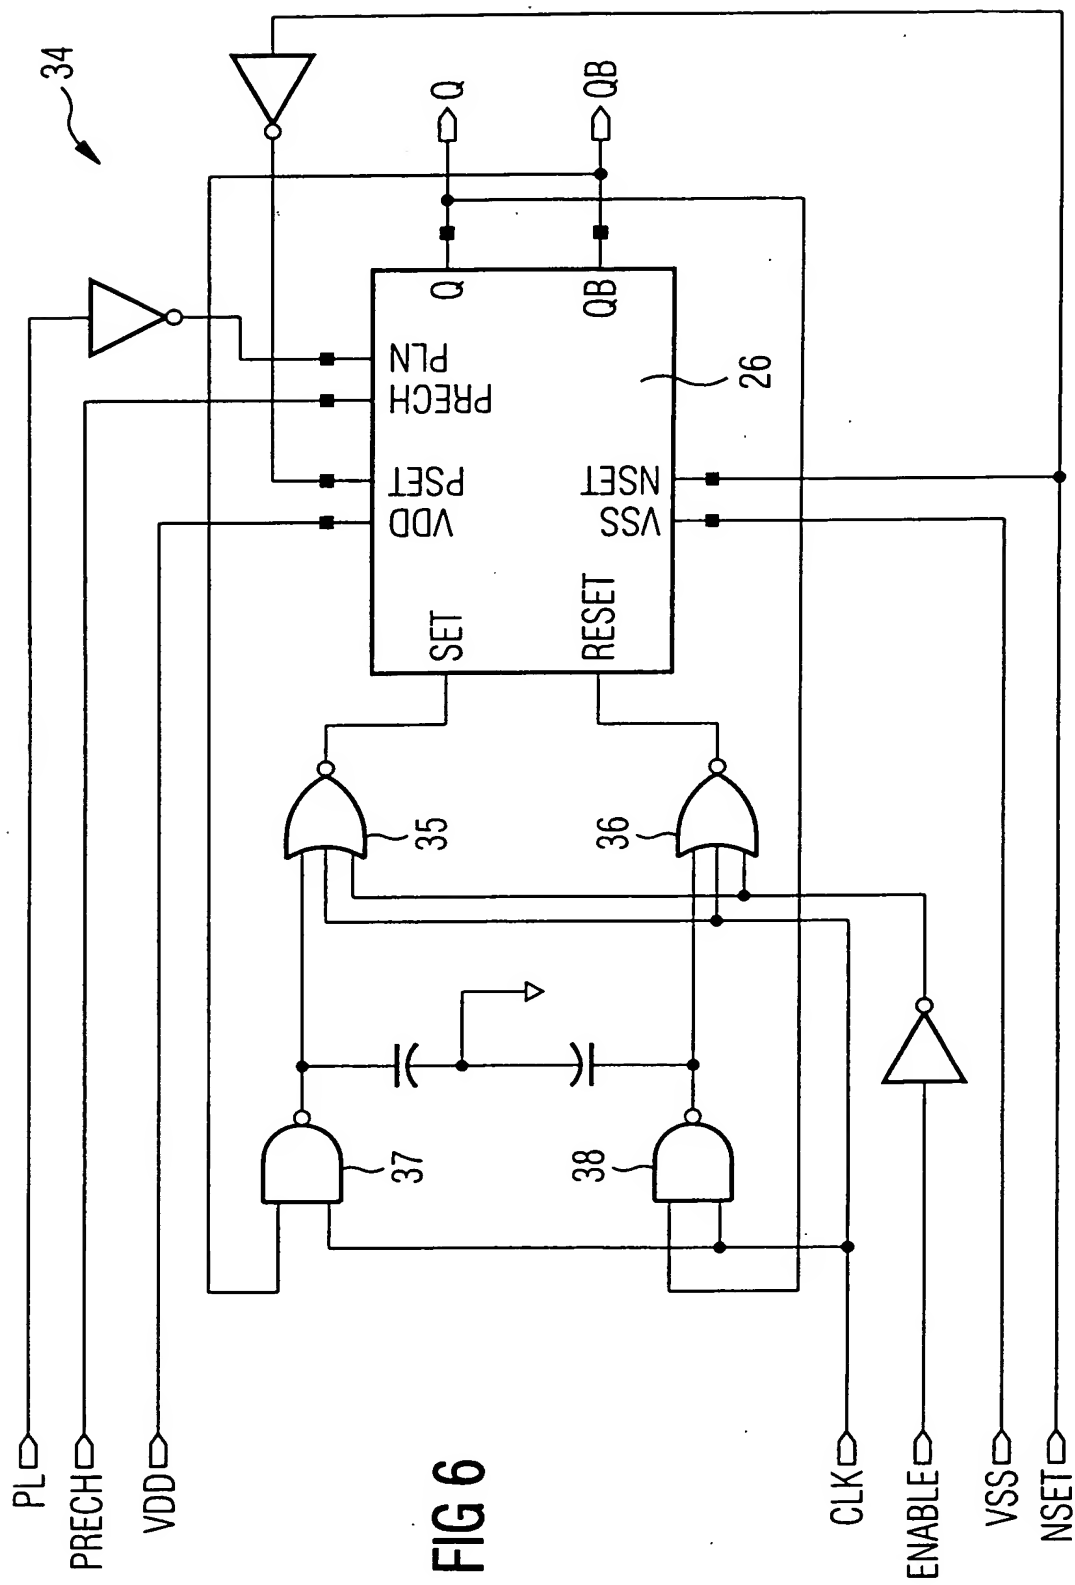 34
PL
PRECH
VDD
Q
QB
PLN
PRECH
PSET
VDD
Q
QB
NSET
VSS
SET
RESET
26
35
36
37
38
CLK
ENABLE
VSS
NSET
FIG 6